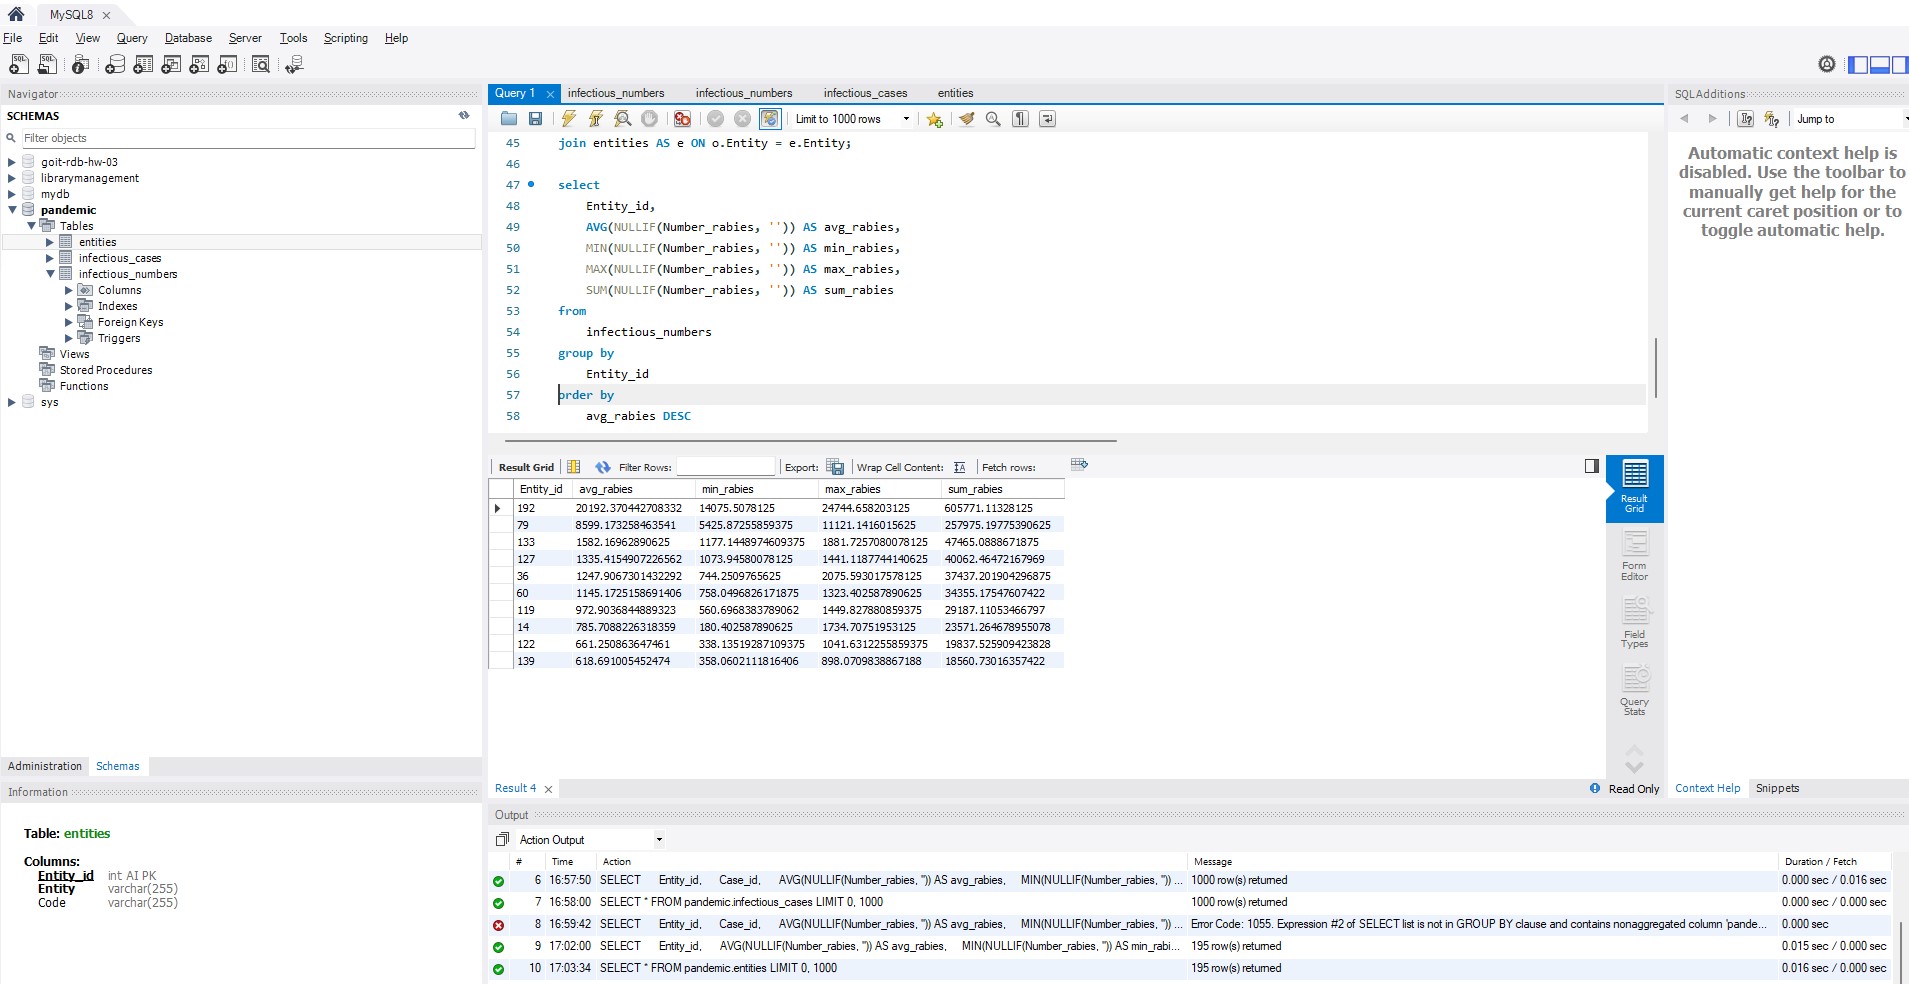 MySQL8
File Edit View Query Database Server Tools Scripting Help
Navigator
SCHEMAS
Filter objects
goit-rdb-hw-03
librarymanagement
mydb
pandemic
Tables
entities
infectious_cases
infectious_numbers
Columns
Indexes
Foreign Keys
Triggers
Views
Stored Procedures
Functions
sys
Administration Schemas
Information
Table: entities
Columns:
Entity_id int AI PK
Entity varchar(255)
Code varchar(255)
Query 1 infectious_numbers infectious_numbers infectious_cases entities
Limit to 1000 rows
45 join entities AS e ON o.Entity = e.Entity;
46
47 select
48 Entity_id,
49 AVG(NULLIF(Number_rabies, '')) AS avg_rabies,
50 MIN(NULLIF(Number_rabies, '')) AS min_rabies,
51 MAX(NULLIF(Number_rabies, '')) AS max_rabies,
52 SUM(NULLIF(Number_rabies, '')) AS sum_rabies
53 from
54 infectious_numbers
55 group by
56 Entity_id
57 order by
58 avg_rabies DESC
Result Grid Filter Rows: Export: Wrap Cell Content: Fetch rows:
Entity_id avg_rabies min_rabies max_rabies sum_rabies
192 20192.370442708332 14075.5078125 24744.658203125 605771.11328125
79 8599.173258463541 5425.87255859375 11121.1416015625 257975.19775390625
133 1582.16962890625 1177.1448974609375 1881.7257080078125 47465.0888671875
127 1335.4154907226562 1073.94580078125 1441.1187744140625 40062.46472167969
36 1247.9067301432292 744.2509765625 2075.593017578125 37437.201904296875
60 1145.1725158691406 758.0496826171875 1323.402587890625 34355.17547607422
119 972.9036844889323 560.6968383789062 1449.827880859375 29187.11053466797
14 785.7088226318359 180.402587890625 1734.70751953125 23571.264678955078
122 661.250863647461 338.13519287109375 1041.6312255859375 19837.525909423828
139 618.691005452474 358.0602111816406 898.0709838867188 18560.73016357422
Result
Grid
Form
Editor
Field
Types
Query
Stats
Result 4
Read Only
Output
Action Output
# Time Action Message Duration / Fetch
6 16:57:50 SELECT Entity_id, Case_id, AVG(NULLIF(Number_rabies, '')) AS avg_rabies, MIN(NULLIF(Number_rabies, '')) ... 1000 row(s) returned 0.000 sec / 0.016 sec
7 16:58:00 SELECT * FROM pandemic.infectious_cases LIMIT 0, 1000 1000 row(s) returned 0.000 sec / 0.000 sec
8 16:59:42 SELECT Entity_id, Case_id, AVG(NULLIF(Number_rabies, '')) AS avg_rabies, MIN(NULLIF(Number_rabies, '')) ... Error Code: 1055. Expression #2 of SELECT list is not in GROUP BY clause and contains nonaggregated column 'pande... 0.000 sec
9 17:02:00 SELECT Entity_id, AVG(NULLIF(Number_rabies, '')) AS avg_rabies, MIN(NULLIF(Number_rabies, '')) AS min_rabi... 195 row(s) returned 0.015 sec / 0.000 sec
10 17:03:34 SELECT * FROM pandemic.entities LIMIT 0, 1000 195 row(s) returned 0.016 sec / 0.000 sec
SQLAdditions
Jump to
Automatic context help is
disabled. Use the toolbar to
manually get help for the
current caret position or to
toggle automatic help.
Context Help Snippets